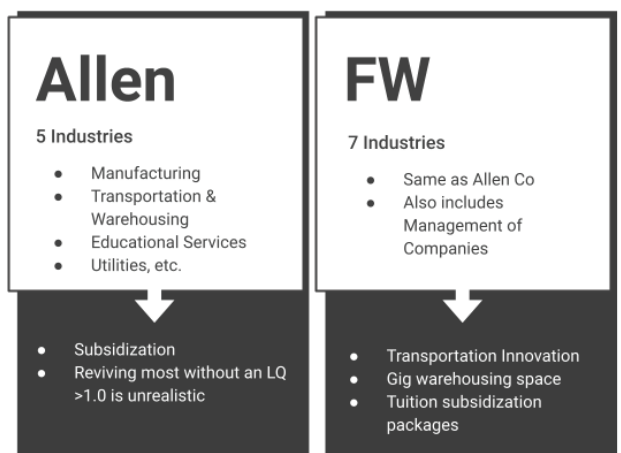 Allen
5 Industries
● Manufacturing
● Transportation &
Warehousing
● Educational Services
● Utilities, etc.
● Subsidization
● Reviving most without an LQ
>1.0 is unrealistic
FW
7 Industries
● Same as Allen Co
● Also includes
Management of
Companies
● Transportation Innovation
● Gig warehousing space
● Tuition subsidization
packages